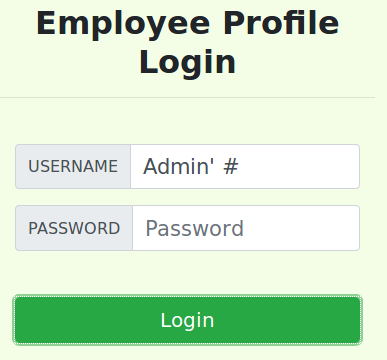 Employee Profile
Login
USERNAME Admin' #
PASSWORD Password
Login